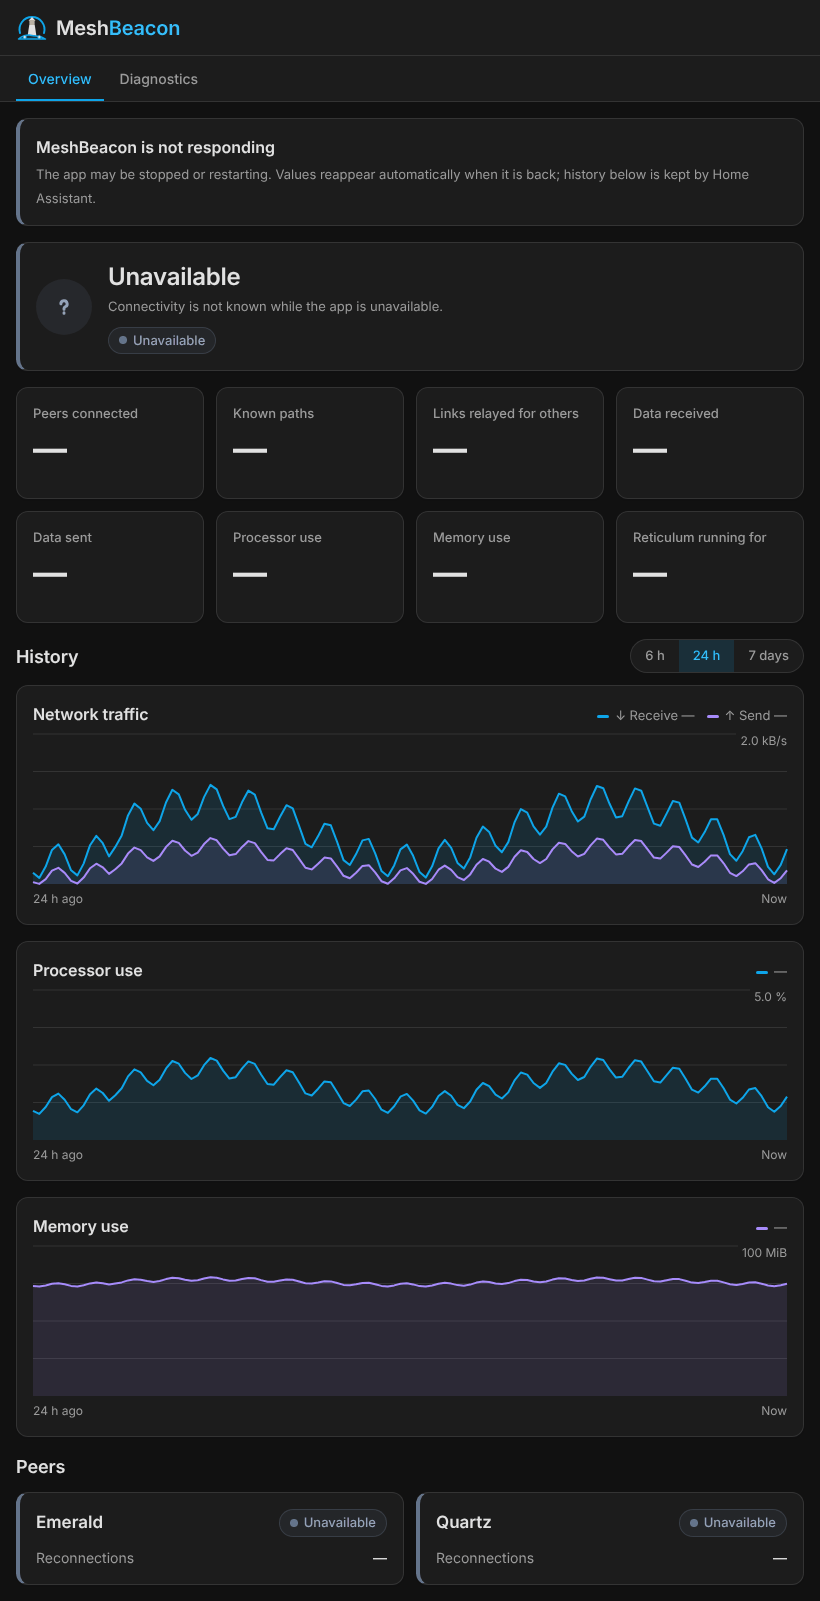 MeshBeacon
Overview Diagnostics
MeshBeacon is not responding
The app may be stopped or restarting. Values reappear automatically when it is back; history below is kept by Home
Assistant.
?
Unavailable
Connectivity is not known while the app is unavailable.
Unavailable
Peers connected Known paths Links relayed for others Data received
— — — —
Data sent Processor use Memory use Reticulum running for
— — — —
History 6 h 24 h 7 days
Network traffic ↓ Receive — ↑ Send —
2.0 kB/s
24 h ago Now
Processor use —
5.0 %
24 h ago Now
Memory use —
100 MiB
24 h ago Now
Peers
Emerald Unavailable
Reconnections —
Quartz Unavailable
Reconnections —